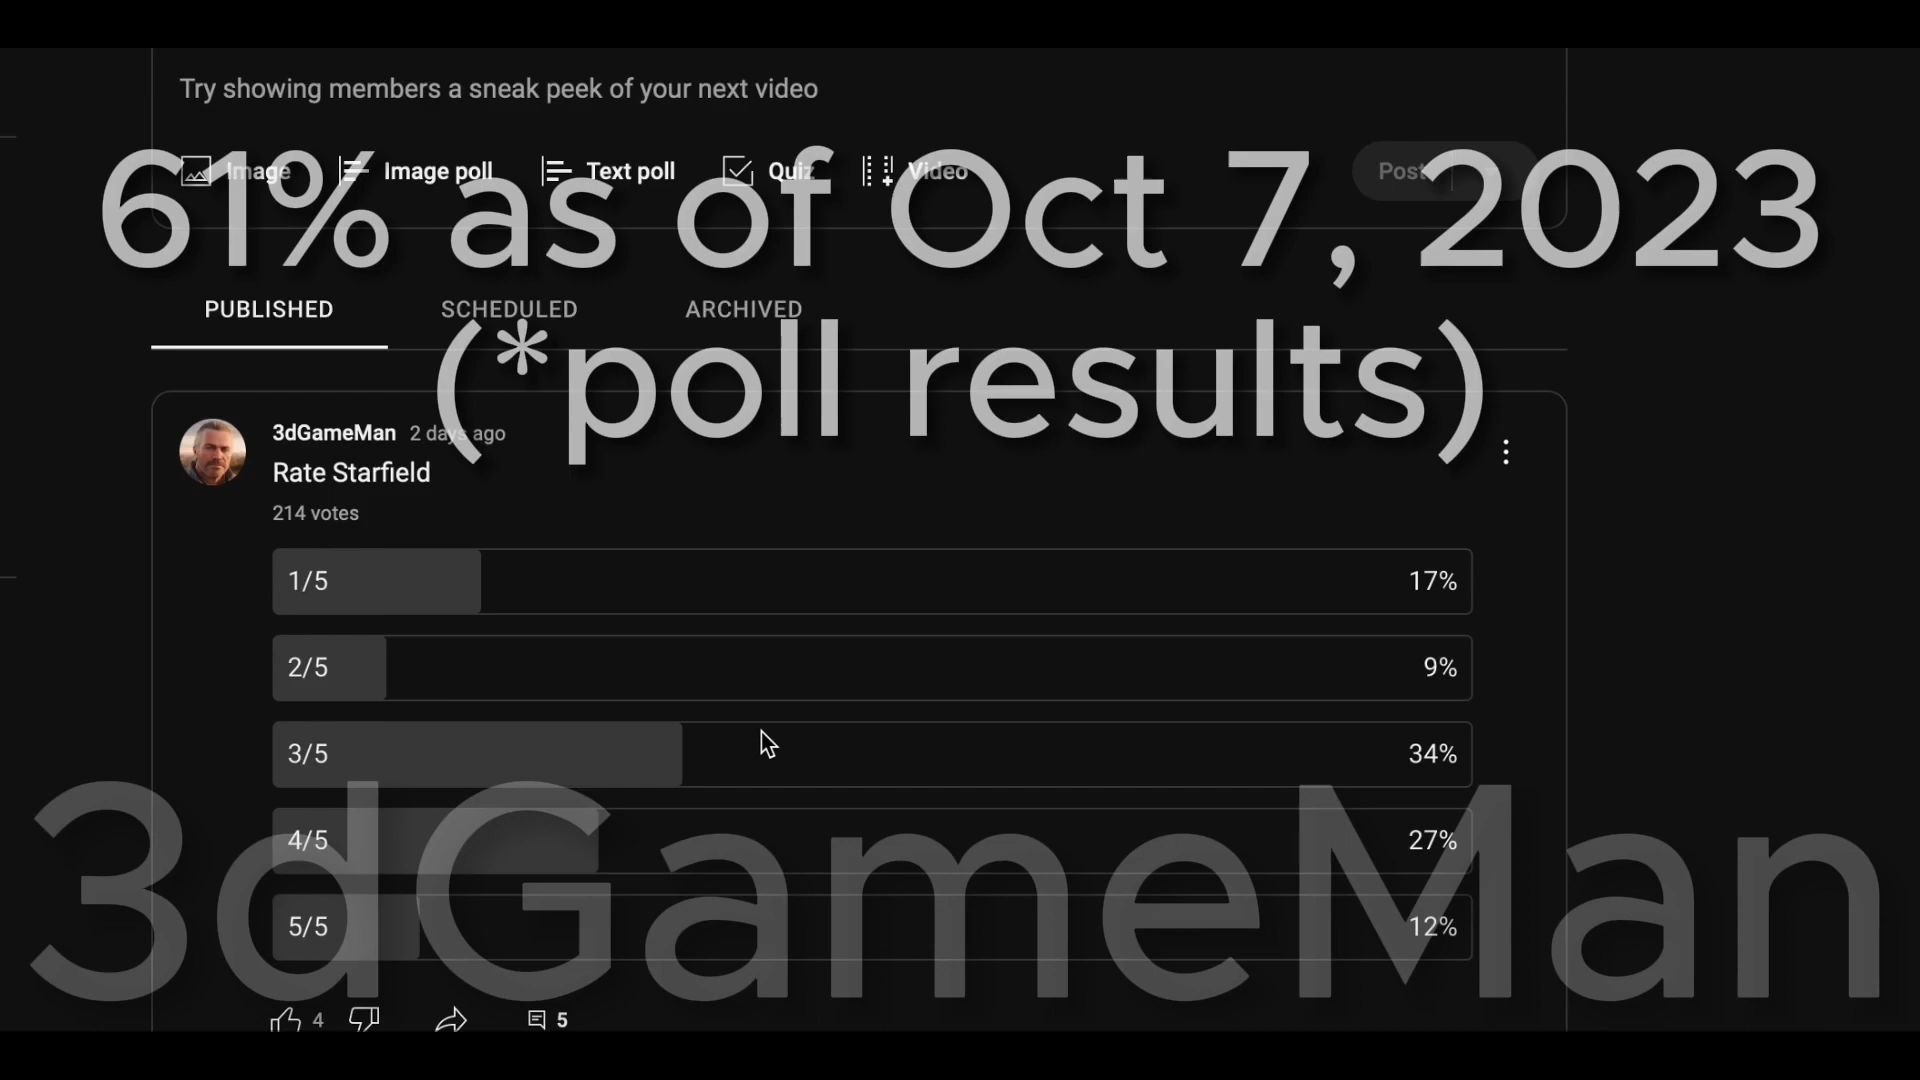 Try showing members a sneak peek of your next video
Image Image poll Text poll Quiz Video Post
61% as of Oct 7, 2023
PUBLISHED SCHEDULED ARCHIVED
(*poll results)
3dGameMan 2 days ago
Rate Starfield
214 votes
1/5 17%
2/5 9%
3/5 34%
4/5 27%
3dGameMan
5/5 12%
4 5